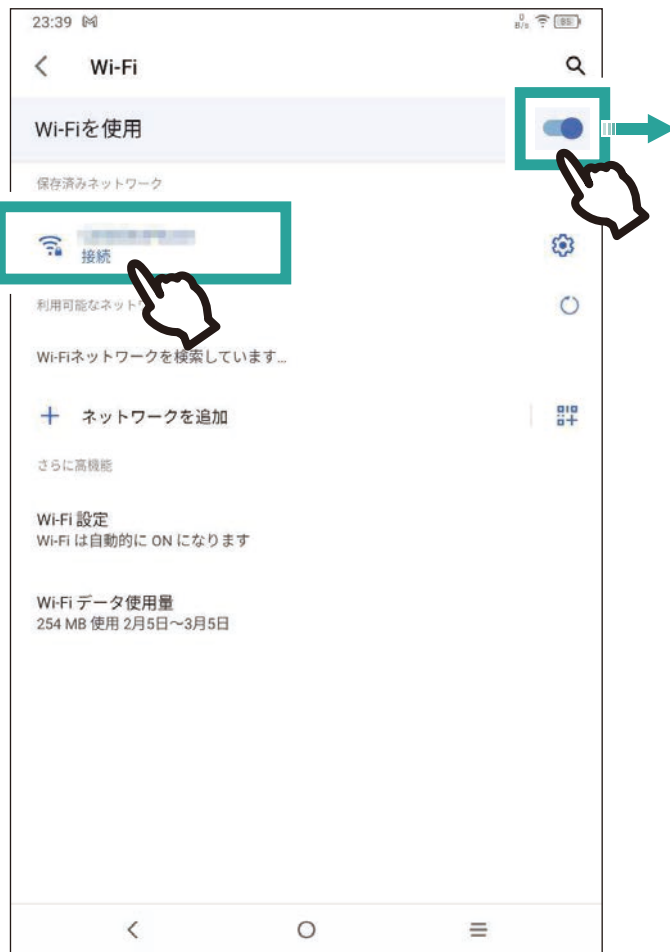 23:39
0
B/s
85
Wi-Fi
Wi-Fiを使用
保存済みネットワーク
接続
利用可能なネット
Wi-Fiネットワークを検索しています...
ネットワークを追加
さらに高機能
Wi-Fi 設定
Wi-Fi は自動的に ON になります
Wi-Fi データ使用量
254 MB 使用 2月5日～3月5日